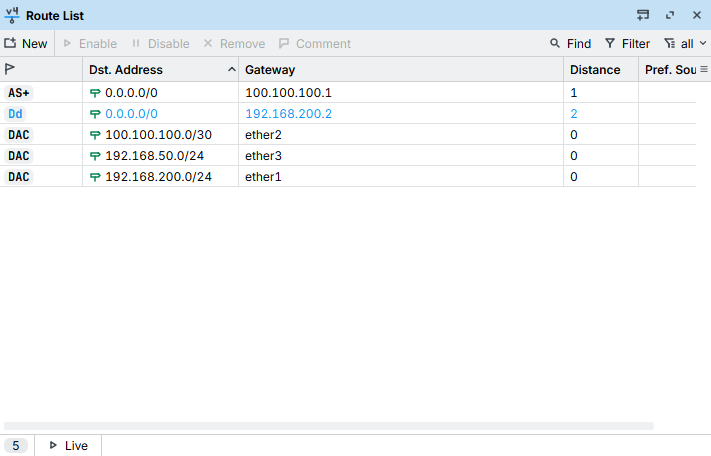 v4 Route List
New Enable Disable Remove Comment Find Filter all
Dst. Address Gateway Distance Pref. Sou
AS+ 0.0.0.0/0 100.100.100.1 1
Dd 0.0.0.0/0 192.168.200.2 2
DAC 100.100.100.0/30 ether2 0
DAC 192.168.50.0/24 ether3 0
DAC 192.168.200.0/24 ether1 0
5 Live